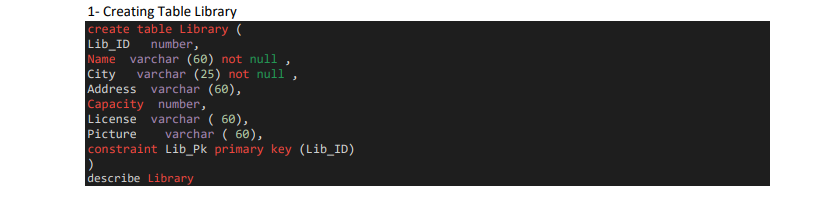 1- Creating Table Library
create table Library (
Lib_ID   number,
Name  varchar (60) not null ,
City   varchar (25) not null ,
Address  varchar (60),
Capacity  number,
License  varchar ( 60),
Picture    varchar ( 60),
constraint Lib_Pk primary key (Lib_ID)
)
describe Library